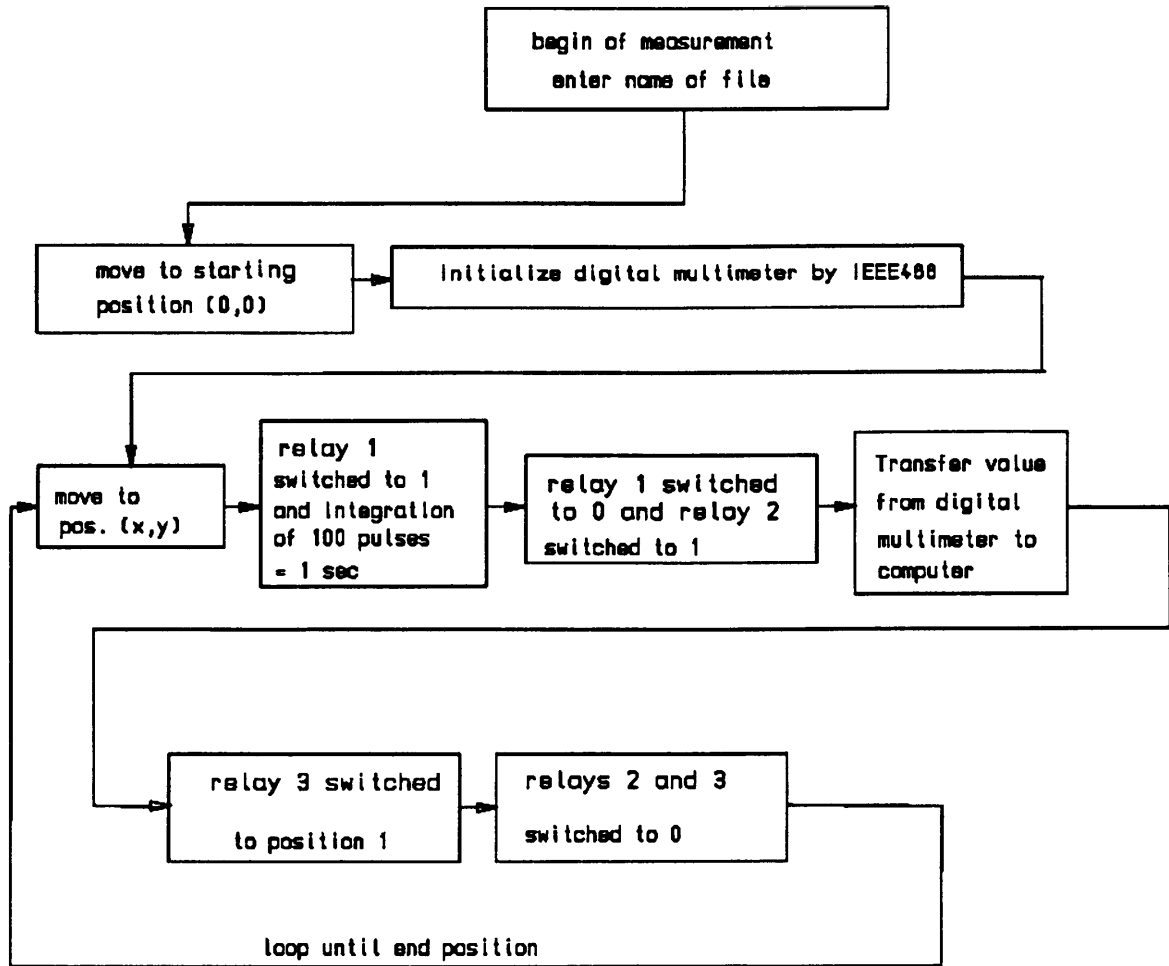 begin of measurement
enter name of file
move to starting
position (0,0)
Initialize digital multimeter by IEEE488
move to
pos. (x,y)
relay 1
switched to 1
and integration
of 100 pulses
= 1 sec
relay 1 switched
to 0 and relay 2
switched to 1
Transfer value
from digital
multimeter to
computer
relay 3 switched
to position 1
relays 2 and 3
switched to 0
loop until end position